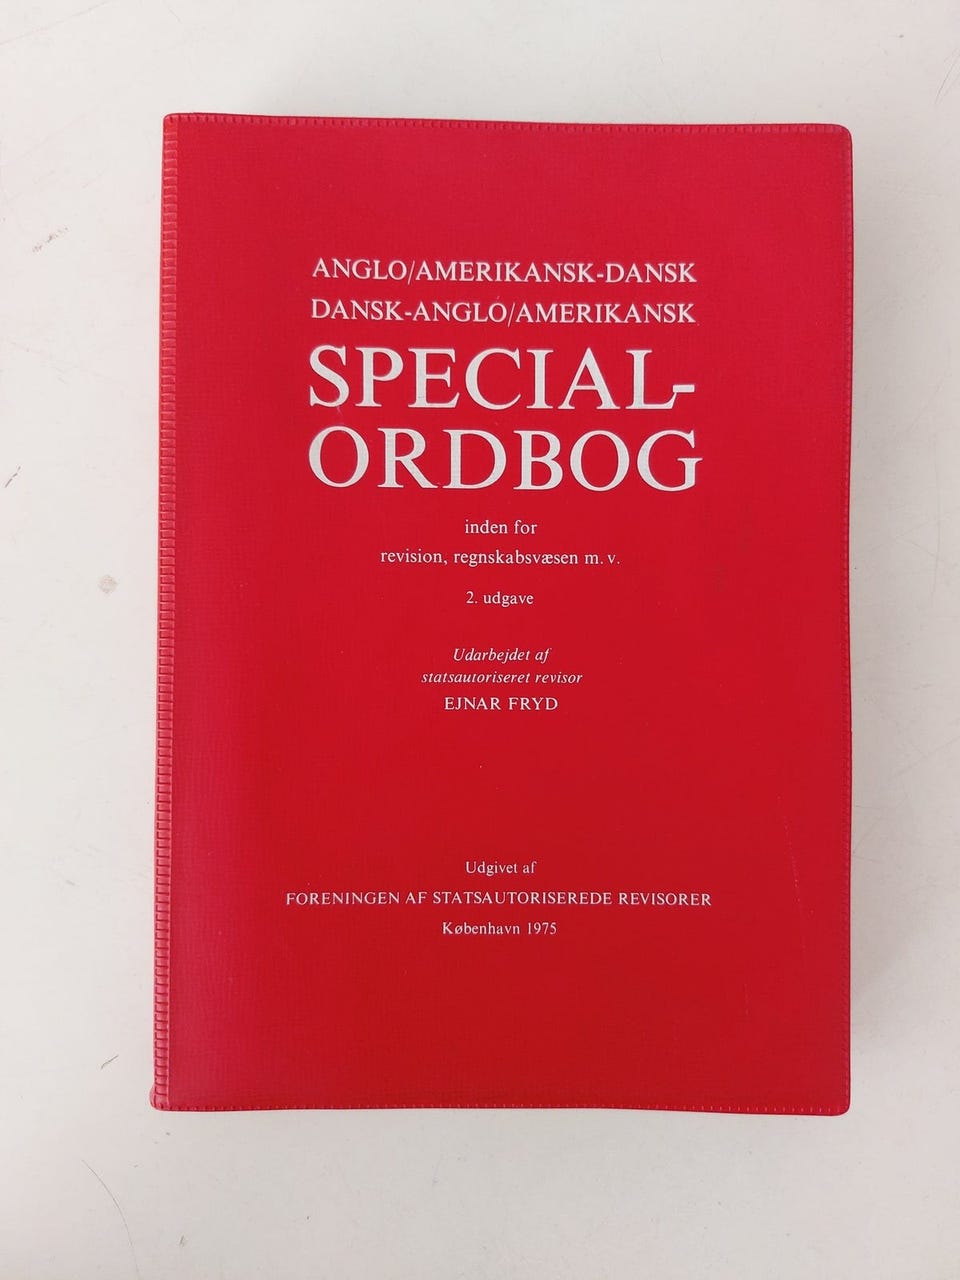 ANGLO/AMERIKANSK-DANSK
DANSK-ANGLO/AMERIKANSK
SPECIAL-
ORDBOG
inden for
revision, regnskabsvæsen m. v.
2. udgave
Udarbejdet af
statsautoriseret revisor
EJNAR FRYD
Udgivet af
FORENINGEN AF STATSAUTORISEREDE REVISORER
København 1975